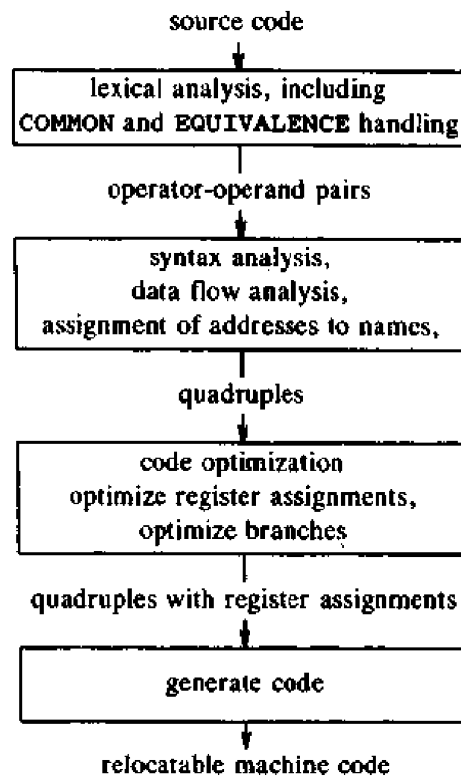 source code
lexical analysis, including
COMMON and EQUIVALENCE handling
operator-operand pairs
syntax analysis,
data flow analysis,
assignment of addresses to names,
quadruples
code optimization
optimize register assignments,
optimize branches
quadruples with register assignments
generate code
relocatable machine code